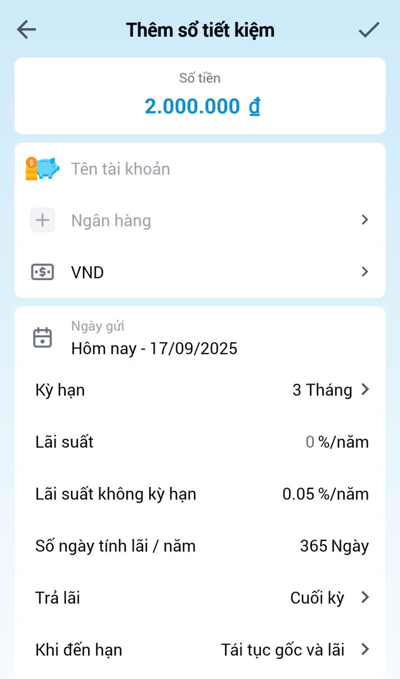 Thêm sổ tiết kiệm
Số tiền
2.000.000 ₫
Tên tài khoản
Ngân hàng
VND
Ngày gửi
Hôm nay - 17/09/2025
Kỳ hạn 3 Tháng
Lãi suất 0 %/năm
Lãi suất không kỳ hạn 0.05 %/năm
Số ngày tính lãi / năm 365 Ngày
Trả lãi Cuối kỳ
Khi đến hạn Tái tục gốc và lãi